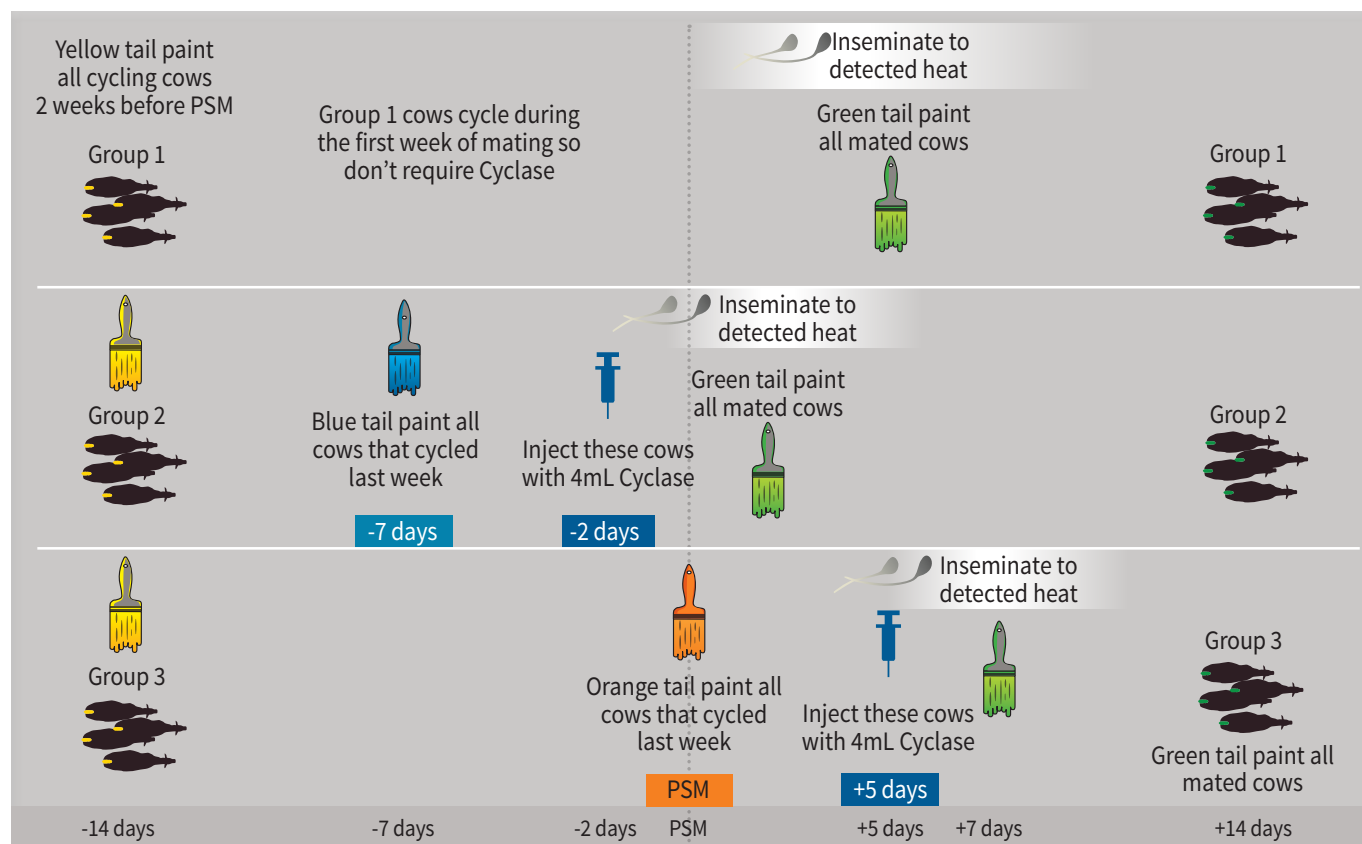 Yellow tail paint
all cycling cows
2 weeks before PSM
Group 1
Group 1 cows cycle during
the first week of mating so
don’t require Cyclase
Inseminate to
detected heat
Green tail paint
all mated cows
Group 1
Group 2
Blue tail paint all
cows that cycled
last week
-7 days
Inject these cows
with 4mL Cyclase
-2 days
Inseminate to
detected heat
Green tail paint
all mated cows
Group 2
Group 3
Orange tail paint all
cows that cycled
last week
PSM
Inject these cows
with 4mL Cyclase
+5 days
Inseminate to
detected heat
Group 3
Green tail paint all
mated cows
-14 days
-7 days
-2 days
PSM
+5 days
+7 days
+14 days